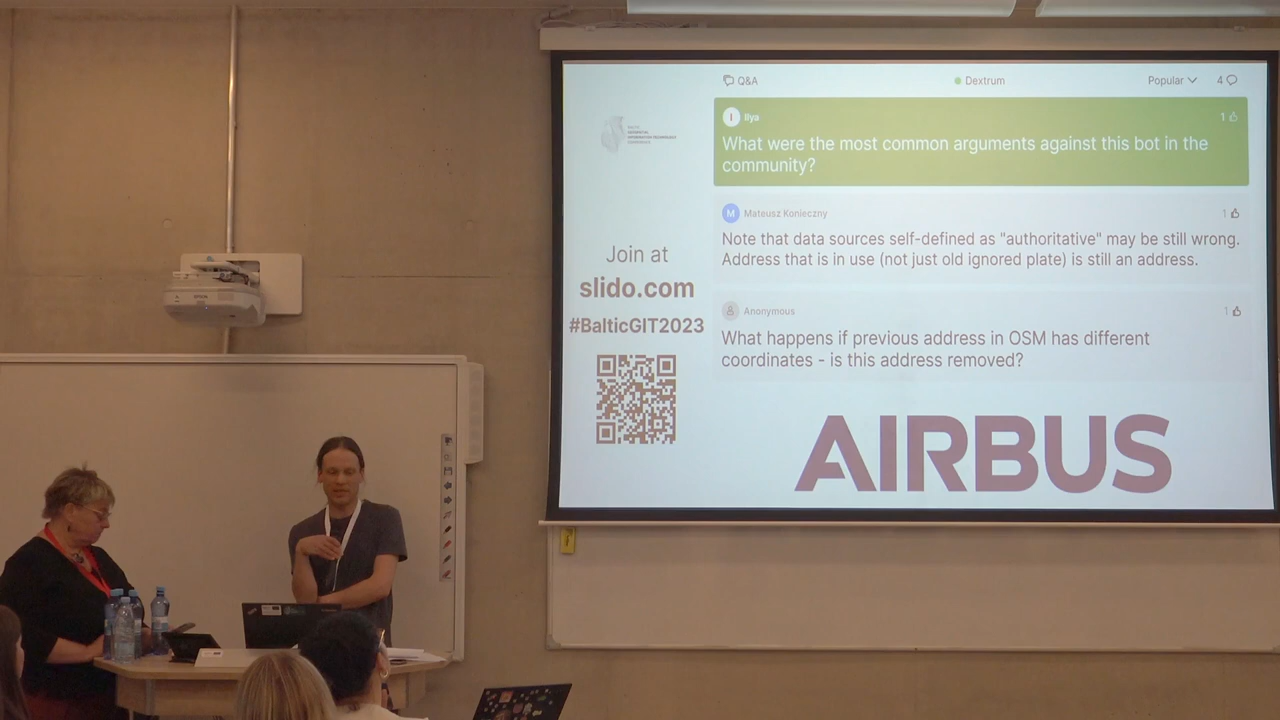 Q&A
Dextrum
Popular
4
I
Ilya
1
What were the most common arguments against this bot in the
community?
M
Mateusz Konieczny
1
Note that data sources self-defined as "authoritative" may be still wrong.
Address that is in use (not just old ignored plate) is still an address.
Anonymous
1
What happens if previous address in OSM has different
coordinates - is this address removed?
Join at
slido.com
#BalticGIT2023
AIRBUS
EPSON